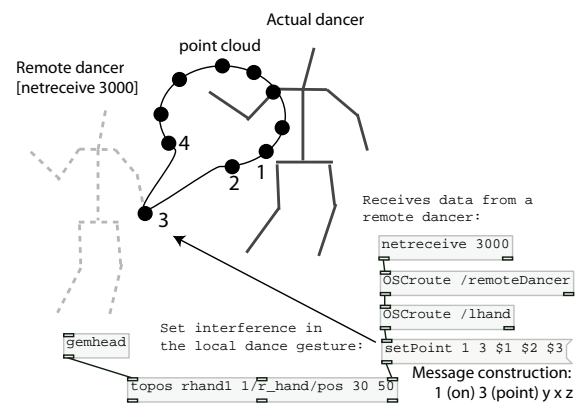 Actual dancer
point cloud
Remote dancer
[netreceive 3000]
4
1
2
3
Receives data from a
remote dancer:
netreceive 3000
OSCroute /remoteDancer
OSCroute /lhand
Set interference in
the local dance gesture:
setPoint 1 3 $1 $2 $3
gemhead
Message construction:
1 (on) 3 (point) y x z
topos rhand1 1/r_hand/pos 30 50